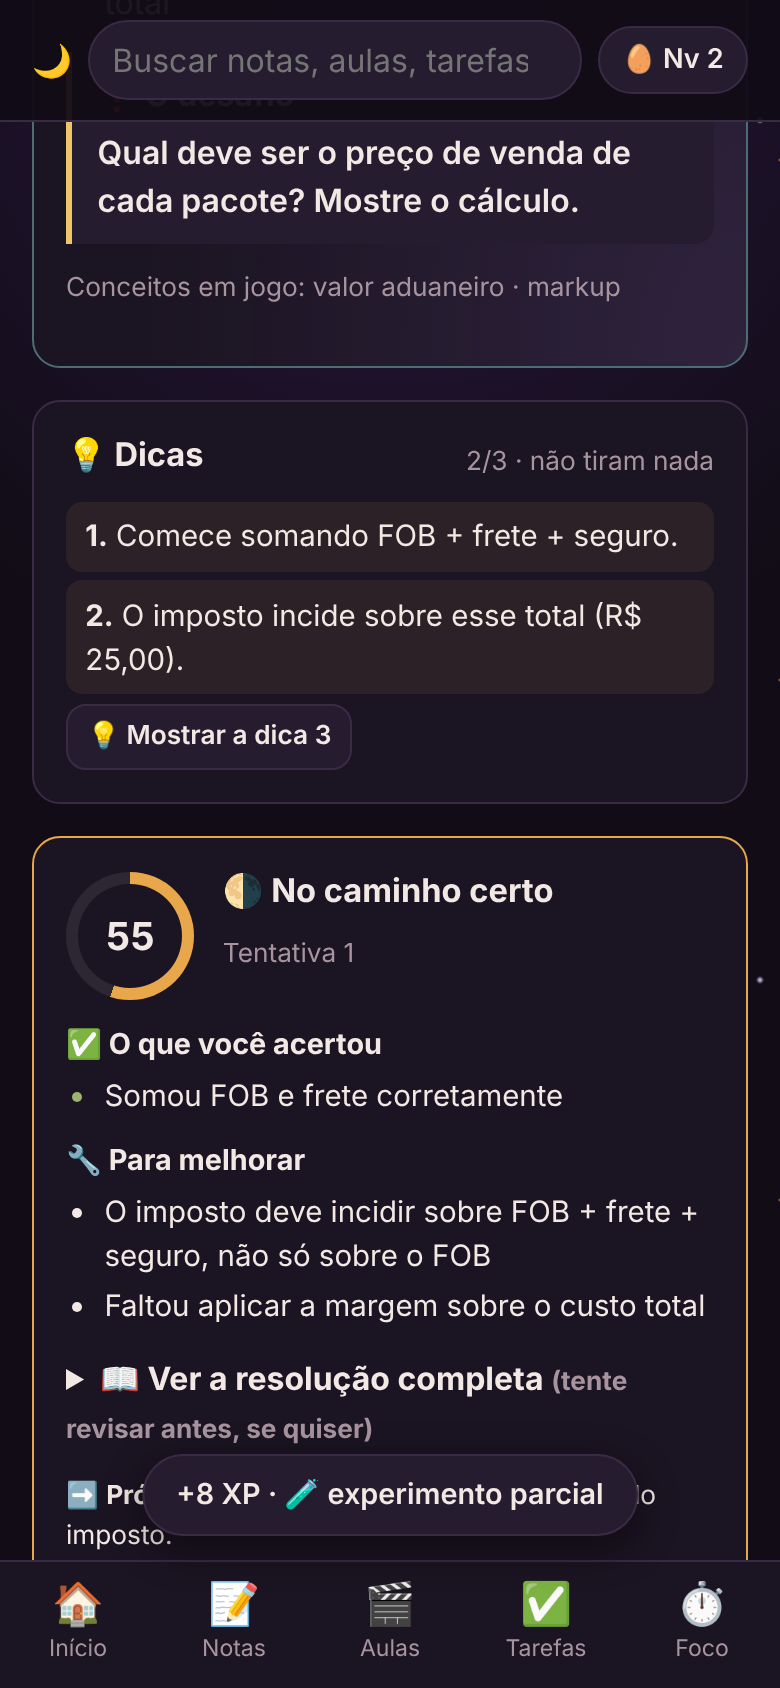 total
Buscar notas, aulas, tarefas
Nv 2
Qual deve ser o preço de venda de
cada pacote? Mostre o cálculo.
Conceitos em jogo: valor aduaneiro · markup
Dicas
2/3 · não tiram nada
1. Comece somando FOB + frete + seguro.
2. O imposto incide sobre esse total (R$
25,00).
Mostrar a dica 3
55
No caminho certo
Tentativa 1
O que você acertou
Somou FOB e frete corretamente
Para melhorar
O imposto deve incidir sobre FOB + frete +
seguro, não só sobre o FOB
Faltou aplicar a margem sobre o custo total
Ver a resolução completa (tente
revisar antes, se quiser)
+8 XP · experimento parcial
imposto.
Início
Notas
Aulas
Tarefas
Foco